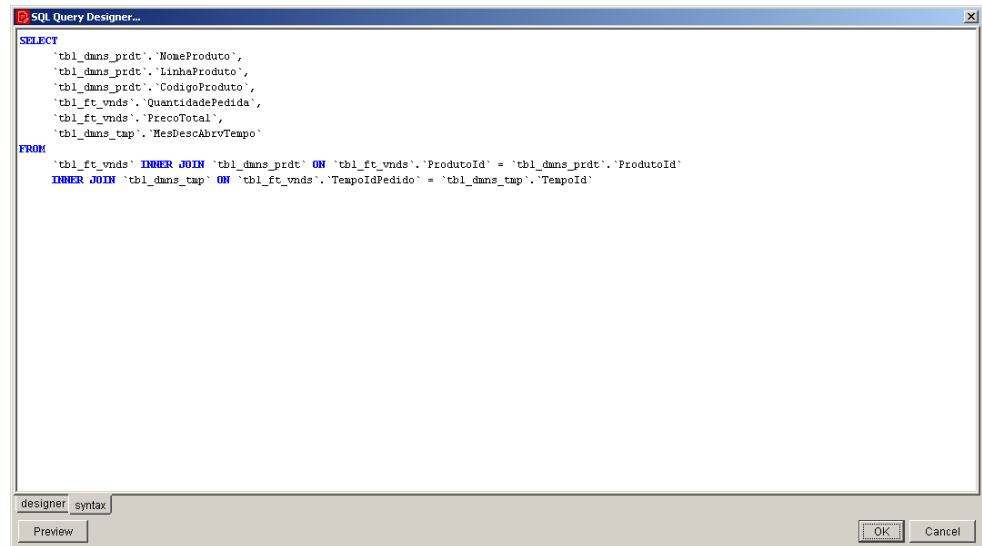 SQL Query Designer...
SELECT
`tbl_dmns_prdt`.`NomeProduto`,
`tbl_dmns_prdt`.`LinhaProduto`,
`tbl_dmns_prdt`.`CodigoProduto`,
`tbl_ft_vnds`.`QuantidadePedida`,
`tbl_ft_vnds`.`PrecoTotal`,
`tbl_dmns_tmp`.`MesDescAbrvTempo`
FROM
`tbl_ft_vnds` INNER JOIN `tbl_dmns_prdt` ON `tbl_ft_vnds`.`ProdutoId` = `tbl_dmns_prdt`.`ProdutoId`
INNER JOIN `tbl_dmns_tmp` ON `tbl_ft_vnds`.`TempoIdPedido` = `tbl_dmns_tmp`.`TempoId`
designer syntax
Preview OK Cancel